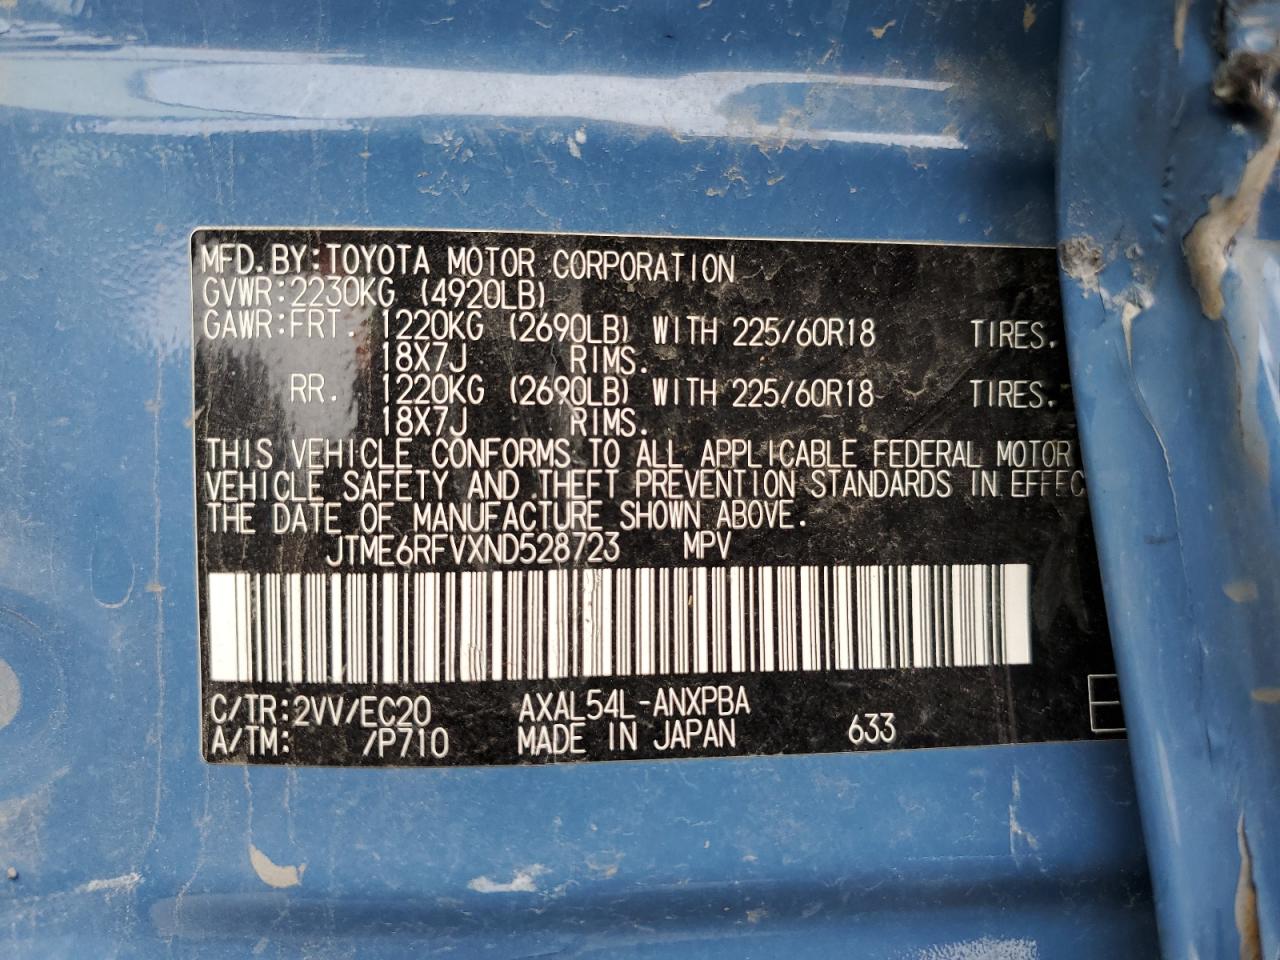 MFD.BY:TOYOTA MOTOR CORPORATION
GVWR:2230KG (4920LB)
GAWR:FRT. 1220KG (2690LB) WITH 225/60R18 TIRES.
18X7J RIMS.
RR. 1220KG (2690LB) WITH 225/60R18 TIRES.
18X7J RIMS.
THIS VEHICLE CONFORMS TO ALL APPLICABLE FEDERAL MOTOR
VEHICLE SAFETY AND THEFT PREVENTION STANDARDS IN EFFEC
THE DATE OF MANUFACTURE SHOWN ABOVE.
JTME6RFVXND528723 MPV
C/TR:2VV/EC20 AXAL54L-ANXPBA
A/TM: /P710 MADE IN JAPAN 633